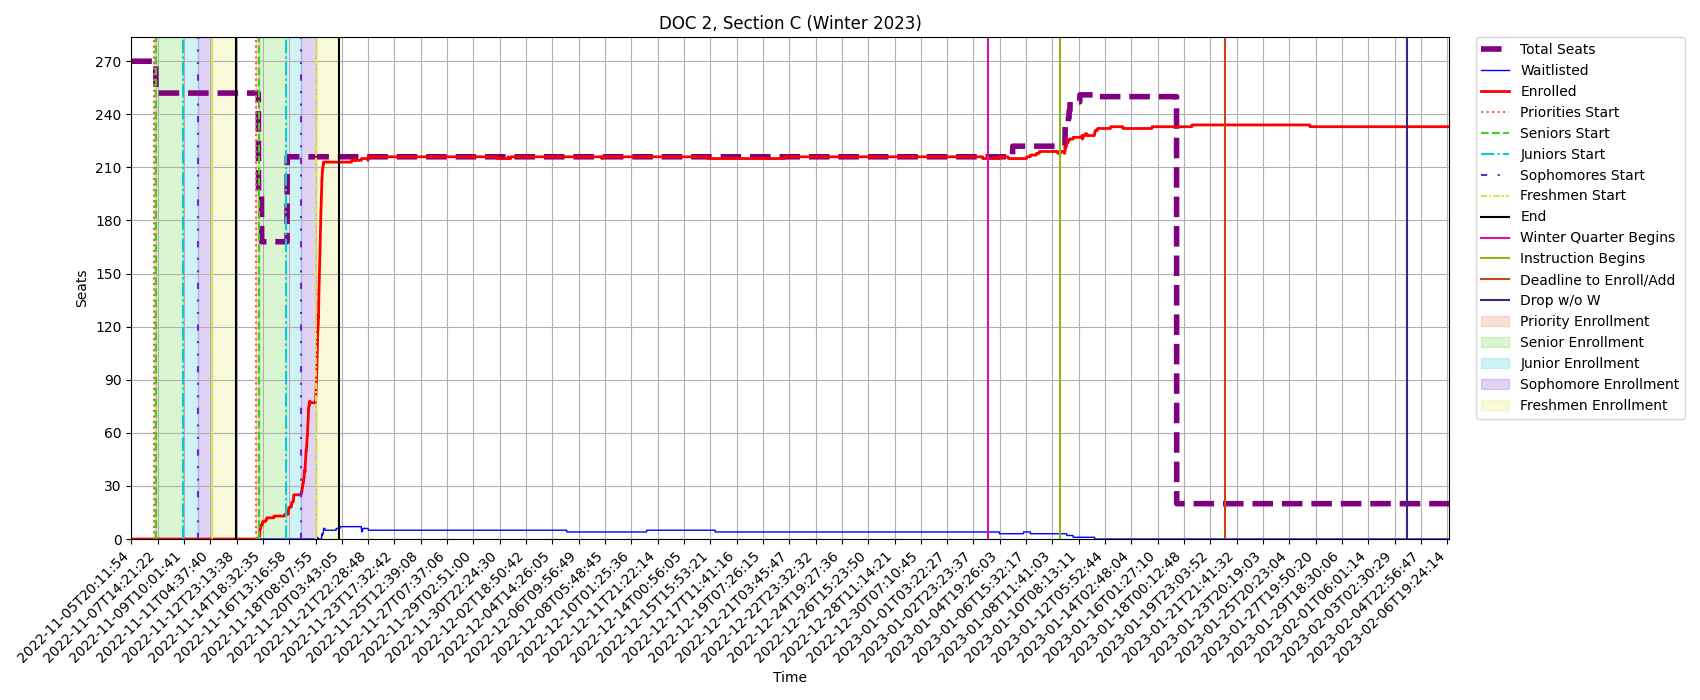 DOC 2, Section C (Winter 2023)
Seats
270
240
210
180
150
120
90
60
30
0
2022-11-05T20:11:54
2022-11-07T14:21:22
2022-11-09T10:01:41
2022-11-11T04:37:40
2022-11-12T23:13:38
2022-11-14T18:32:35
2022-11-16T13:16:58
2022-11-18T08:07:55
2022-11-20T03:43:05
2022-11-21T22:28:48
2022-11-23T17:32:42
2022-11-25T12:39:08
2022-11-27T07:37:06
2022-11-29T02:51:00
2022-11-30T22:24:30
2022-12-02T18:50:42
2022-12-04T14:26:05
2022-12-06T09:56:49
2022-12-08T05:48:45
2022-12-10T01:25:36
2022-12-11T21:22:14
2022-12-14T00:56:05
2022-12-15T15:53:21
2022-12-17T11:41:16
2022-12-19T07:26:15
2022-12-21T03:45:47
2022-12-22T23:32:32
2022-12-24T19:27:36
2022-12-26T15:23:50
2022-12-28T11:14:21
2022-12-30T07:10:45
2023-01-01T03:22:27
2023-01-02T23:23:37
2023-01-04T19:26:03
2023-01-06T15:32:17
2023-01-08T11:41:03
2023-01-10T08:13:11
2023-01-12T05:52:44
2023-01-14T02:48:04
2023-01-16T01:27:10
2023-01-18T00:12:48
2023-01-19T23:03:52
2023-01-21T21:41:32
2023-01-23T20:19:03
2023-01-25T20:23:04
2023-01-27T19:50:20
2023-01-29T18:30:06
2023-02-01T06:01:14
2023-02-03T02:30:29
2023-02-04T22:56:47
2023-02-06T19:24:14
Time
Total Seats
Waitlisted
Enrolled
Priorities Start
Seniors Start
Juniors Start
Sophomores Start
Freshmen Start
End
Winter Quarter Begins
Instruction Begins
Deadline to Enroll/Add
Drop w/o W
Priority Enrollment
Senior Enrollment
Junior Enrollment
Sophomore Enrollment
Freshmen Enrollment